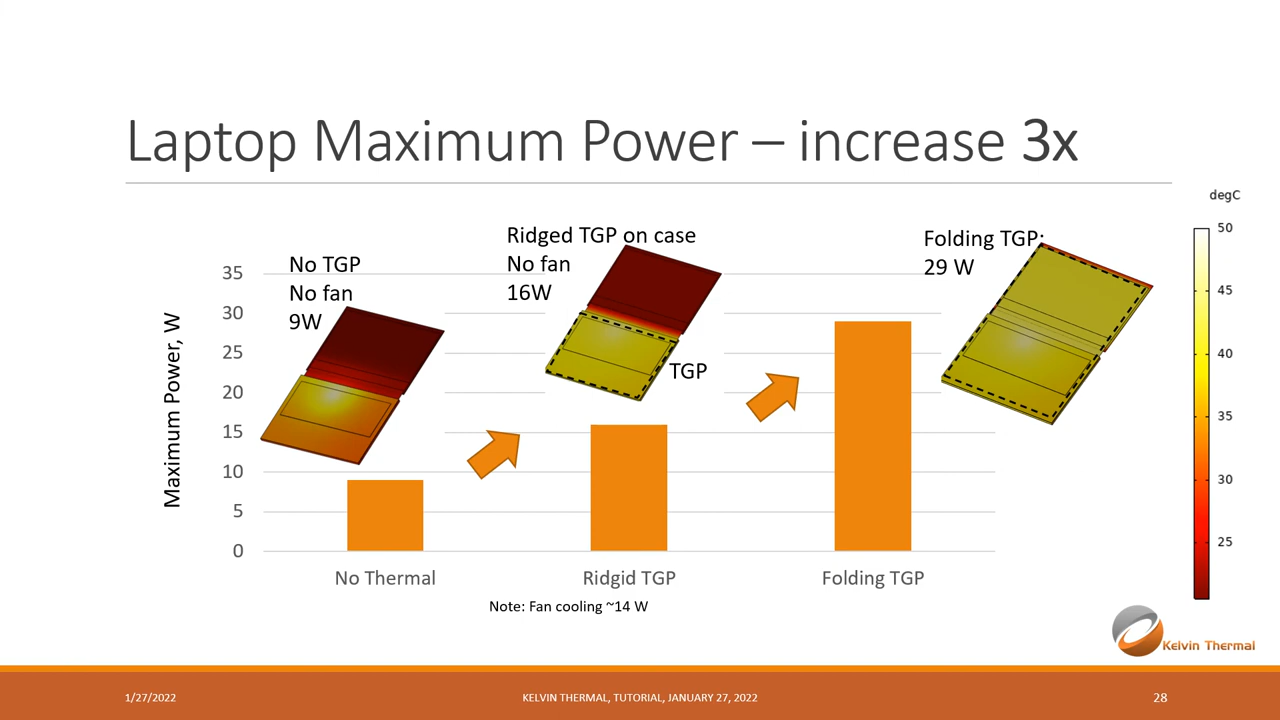 Laptop Maximum Power – increase 3x
degC
50
45
40
35
30
25
Maximum Power, W
35
30
25
20
15
10
5
0
No TGP
No fan
9W
Ridged TGP on case
No fan
16W
TGP
Folding TGP:
29 W
No Thermal
Ridgid TGP
Folding TGP
Note: Fan cooling ~14 W
Kelvin Thermal
1/27/2022
KELVIN THERMAL, TUTORIAL, JANUARY 27, 2022
28